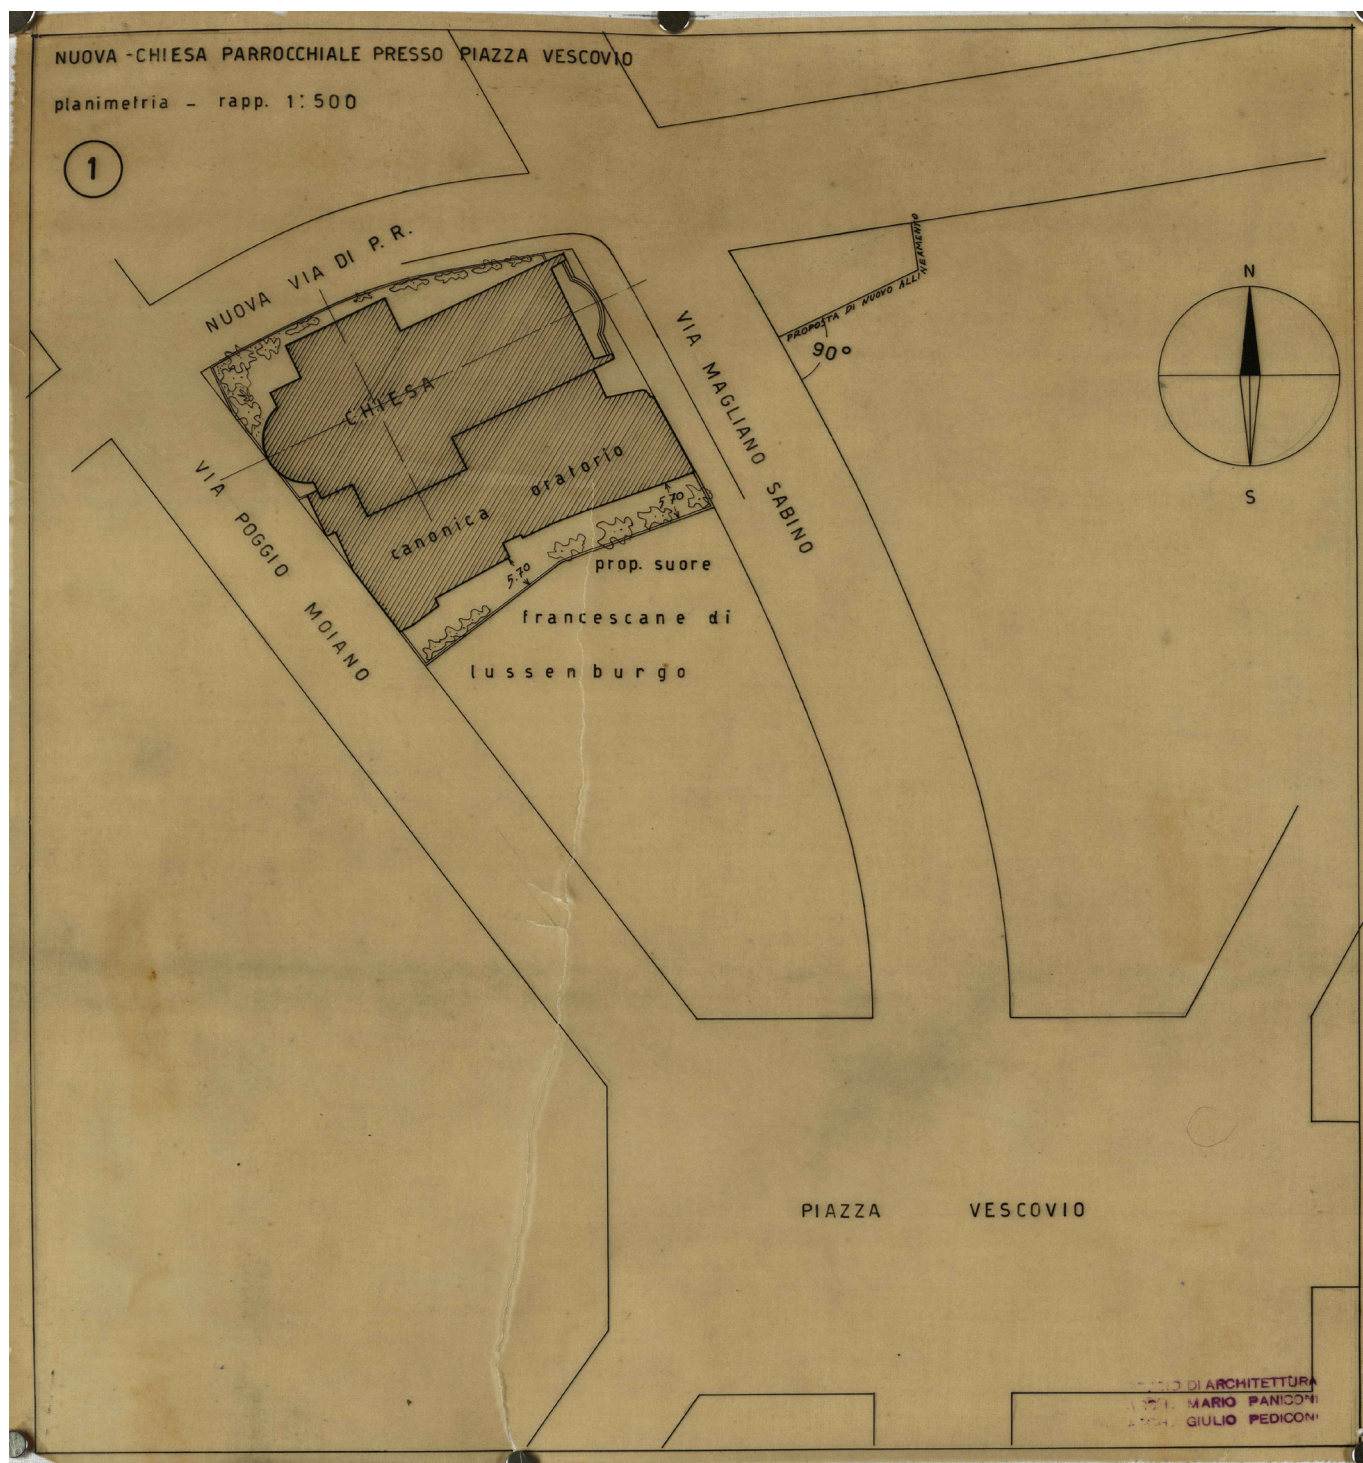 NUOVA - CHIESA PARROCCHIALE PRESSO PIAZZA VESCOVIO
planimetria - rapp. 1:500
1
NUOVA VIA DI P. R.
PROPOSTA DI NUOVO ALLINEAMENTO
90°
N
S
VIA MAGLIANO SABINO
CHIESA
oratorio
canonica
5.70
5.70
VIA POGGIO MOIANO
prop. suore
francescane di
lussenburgo
PIAZZA VESCOVIO
DI ARCHITETTURA
MARIO PANICONI
ARCH. GIULIO PEDICONI